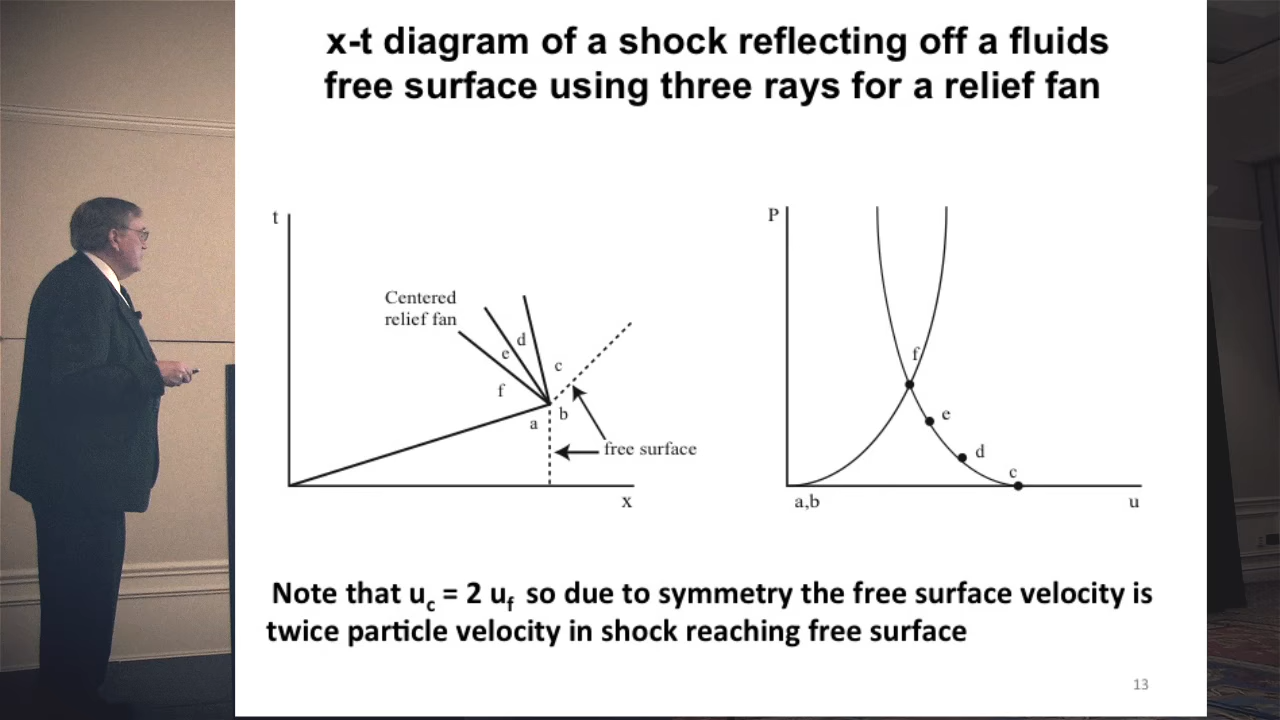 x-t diagram of a shock reflecting off a fluids
free surface using three rays for a relief fan
t
Centered
relief fan
d
e
c
f
b
a
free surface
x
P
f
e
d
c
a,b
u
Note that uc = 2 uf so due to symmetry the free surface velocity is
twice particle velocity in shock reaching free surface
13